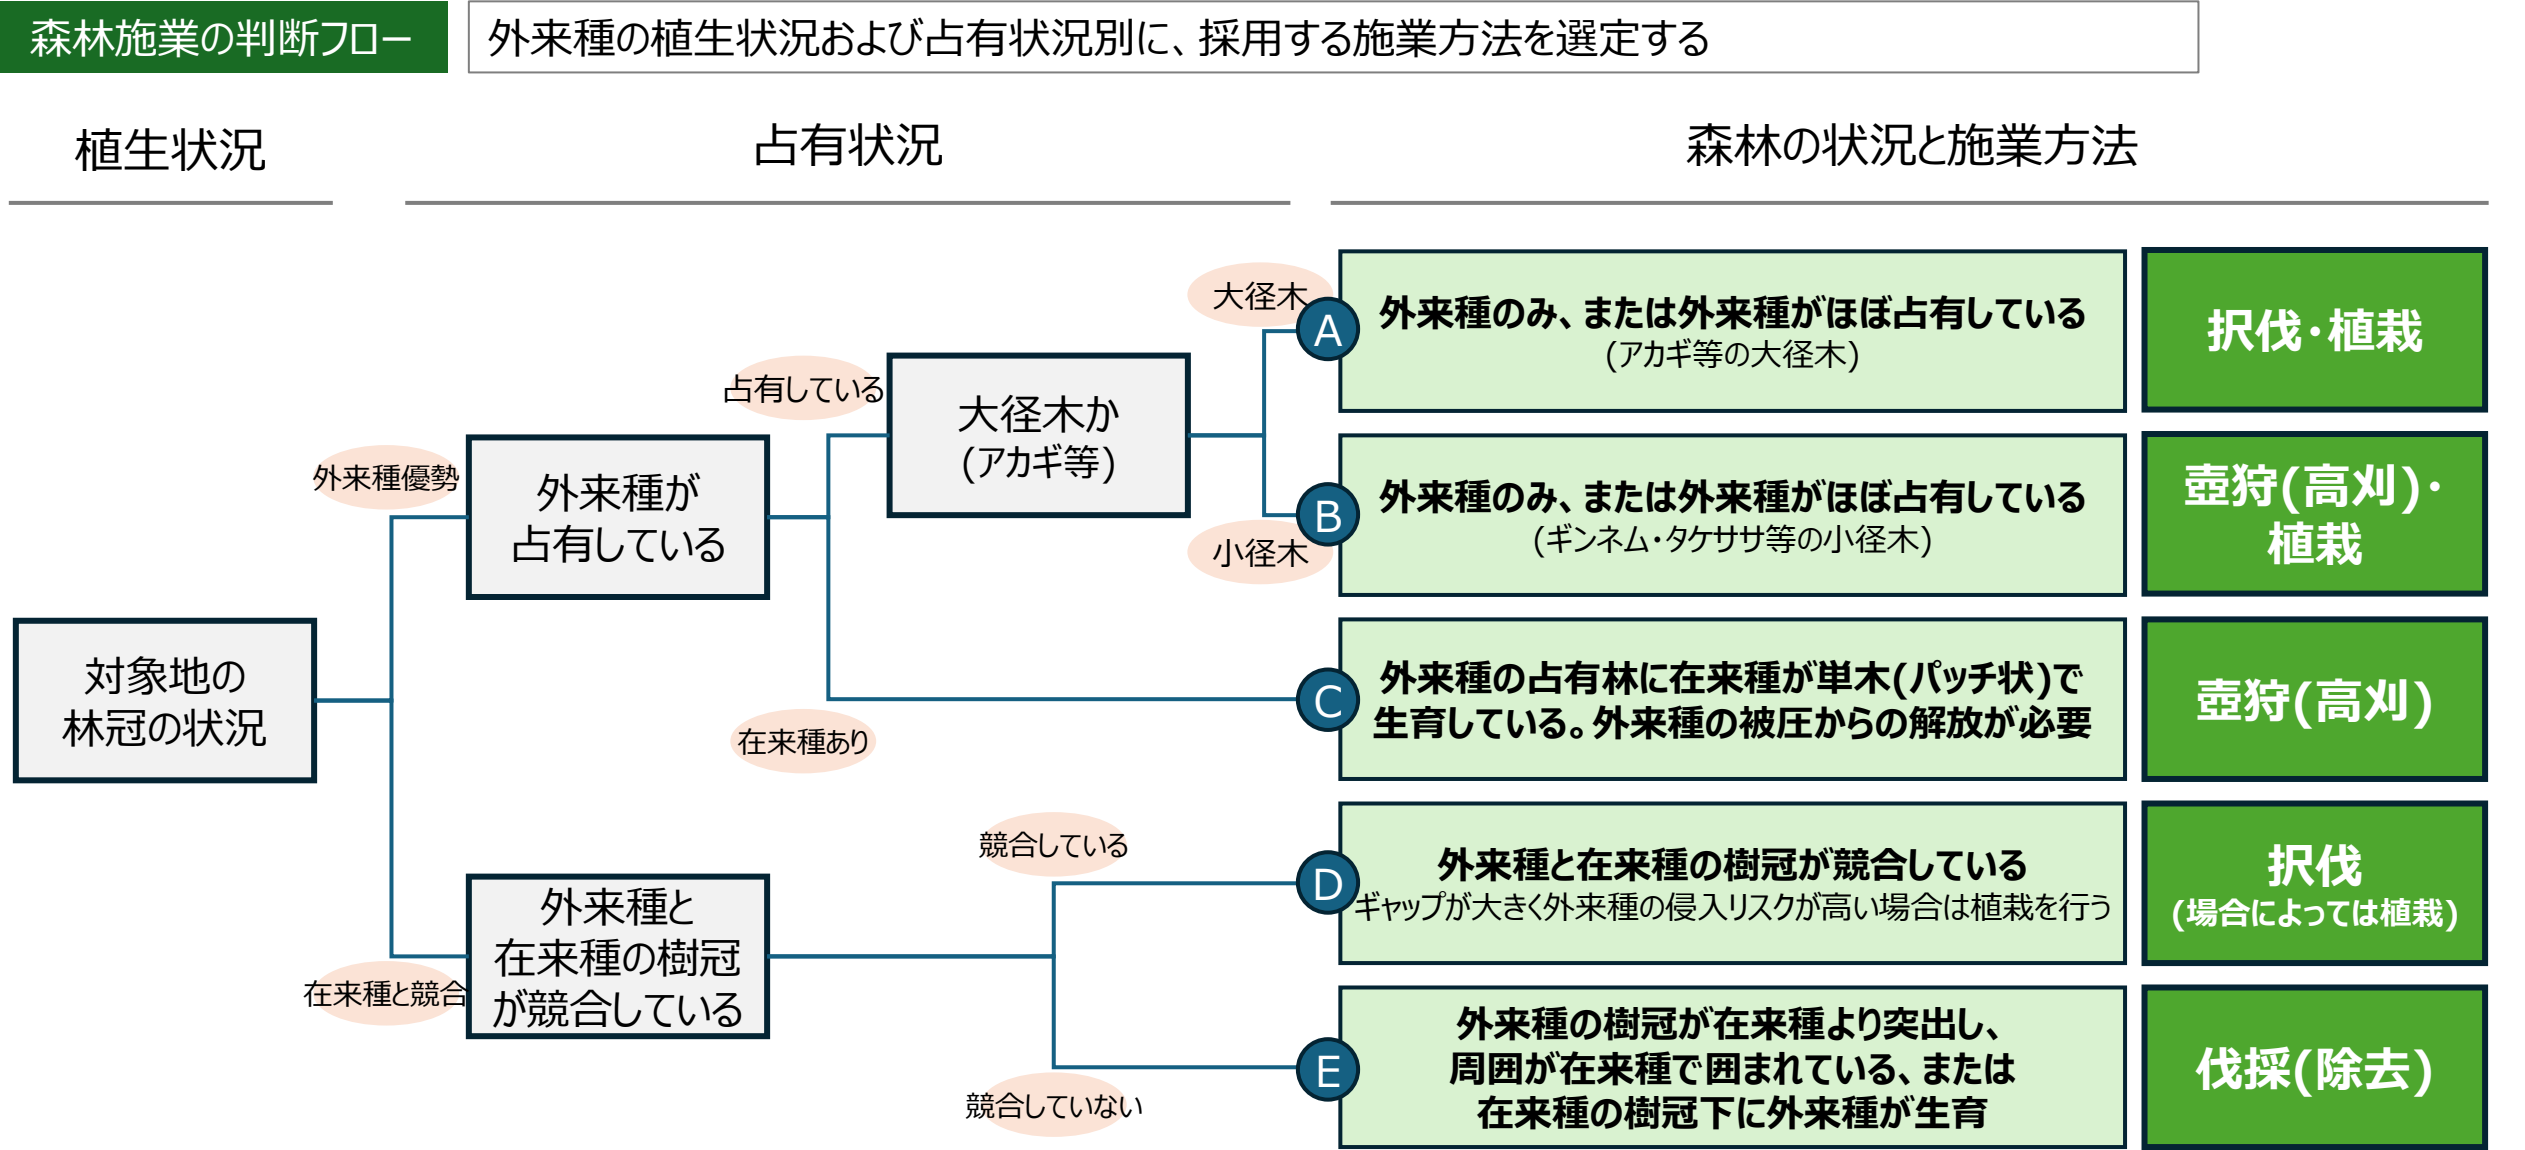 森林施業の判断フロー
外来種の植生状況および占有状況別に、採用する施業方法を選定する
植生状況
占有状況
森林の状況と施業方法
対象地の
林冠の状況
外来種優勢
在来種と競合
外来種が
占有している
占有している
在来種あり
大径木か
(アカギ等)
大径木
小径木
外来種と
在来種の樹冠
が競合している
競合している
競合していない
A
外来種のみ、または外来種がほぼ占有している
(アカギ等の大径木)
択伐・植栽
B
外来種のみ、または外来種がほぼ占有している
(ギンネム・タケササ等の小径木)
壺狩(高刈)・
植栽
C
外来種の占有林に在来種が単木(パッチ状)で
生育している。外来種の被圧からの解放が必要
壺狩(高刈)
D
外来種と在来種の樹冠が競合している
ギャップが大きく外来種の侵入リスクが高い場合は植栽を行う
択伐
(場合によっては植栽)
E
外来種の樹冠が在来種より突出し、
周囲が在来種で囲まれている、または
在来種の樹冠下に外来種が生育
伐採(除去)